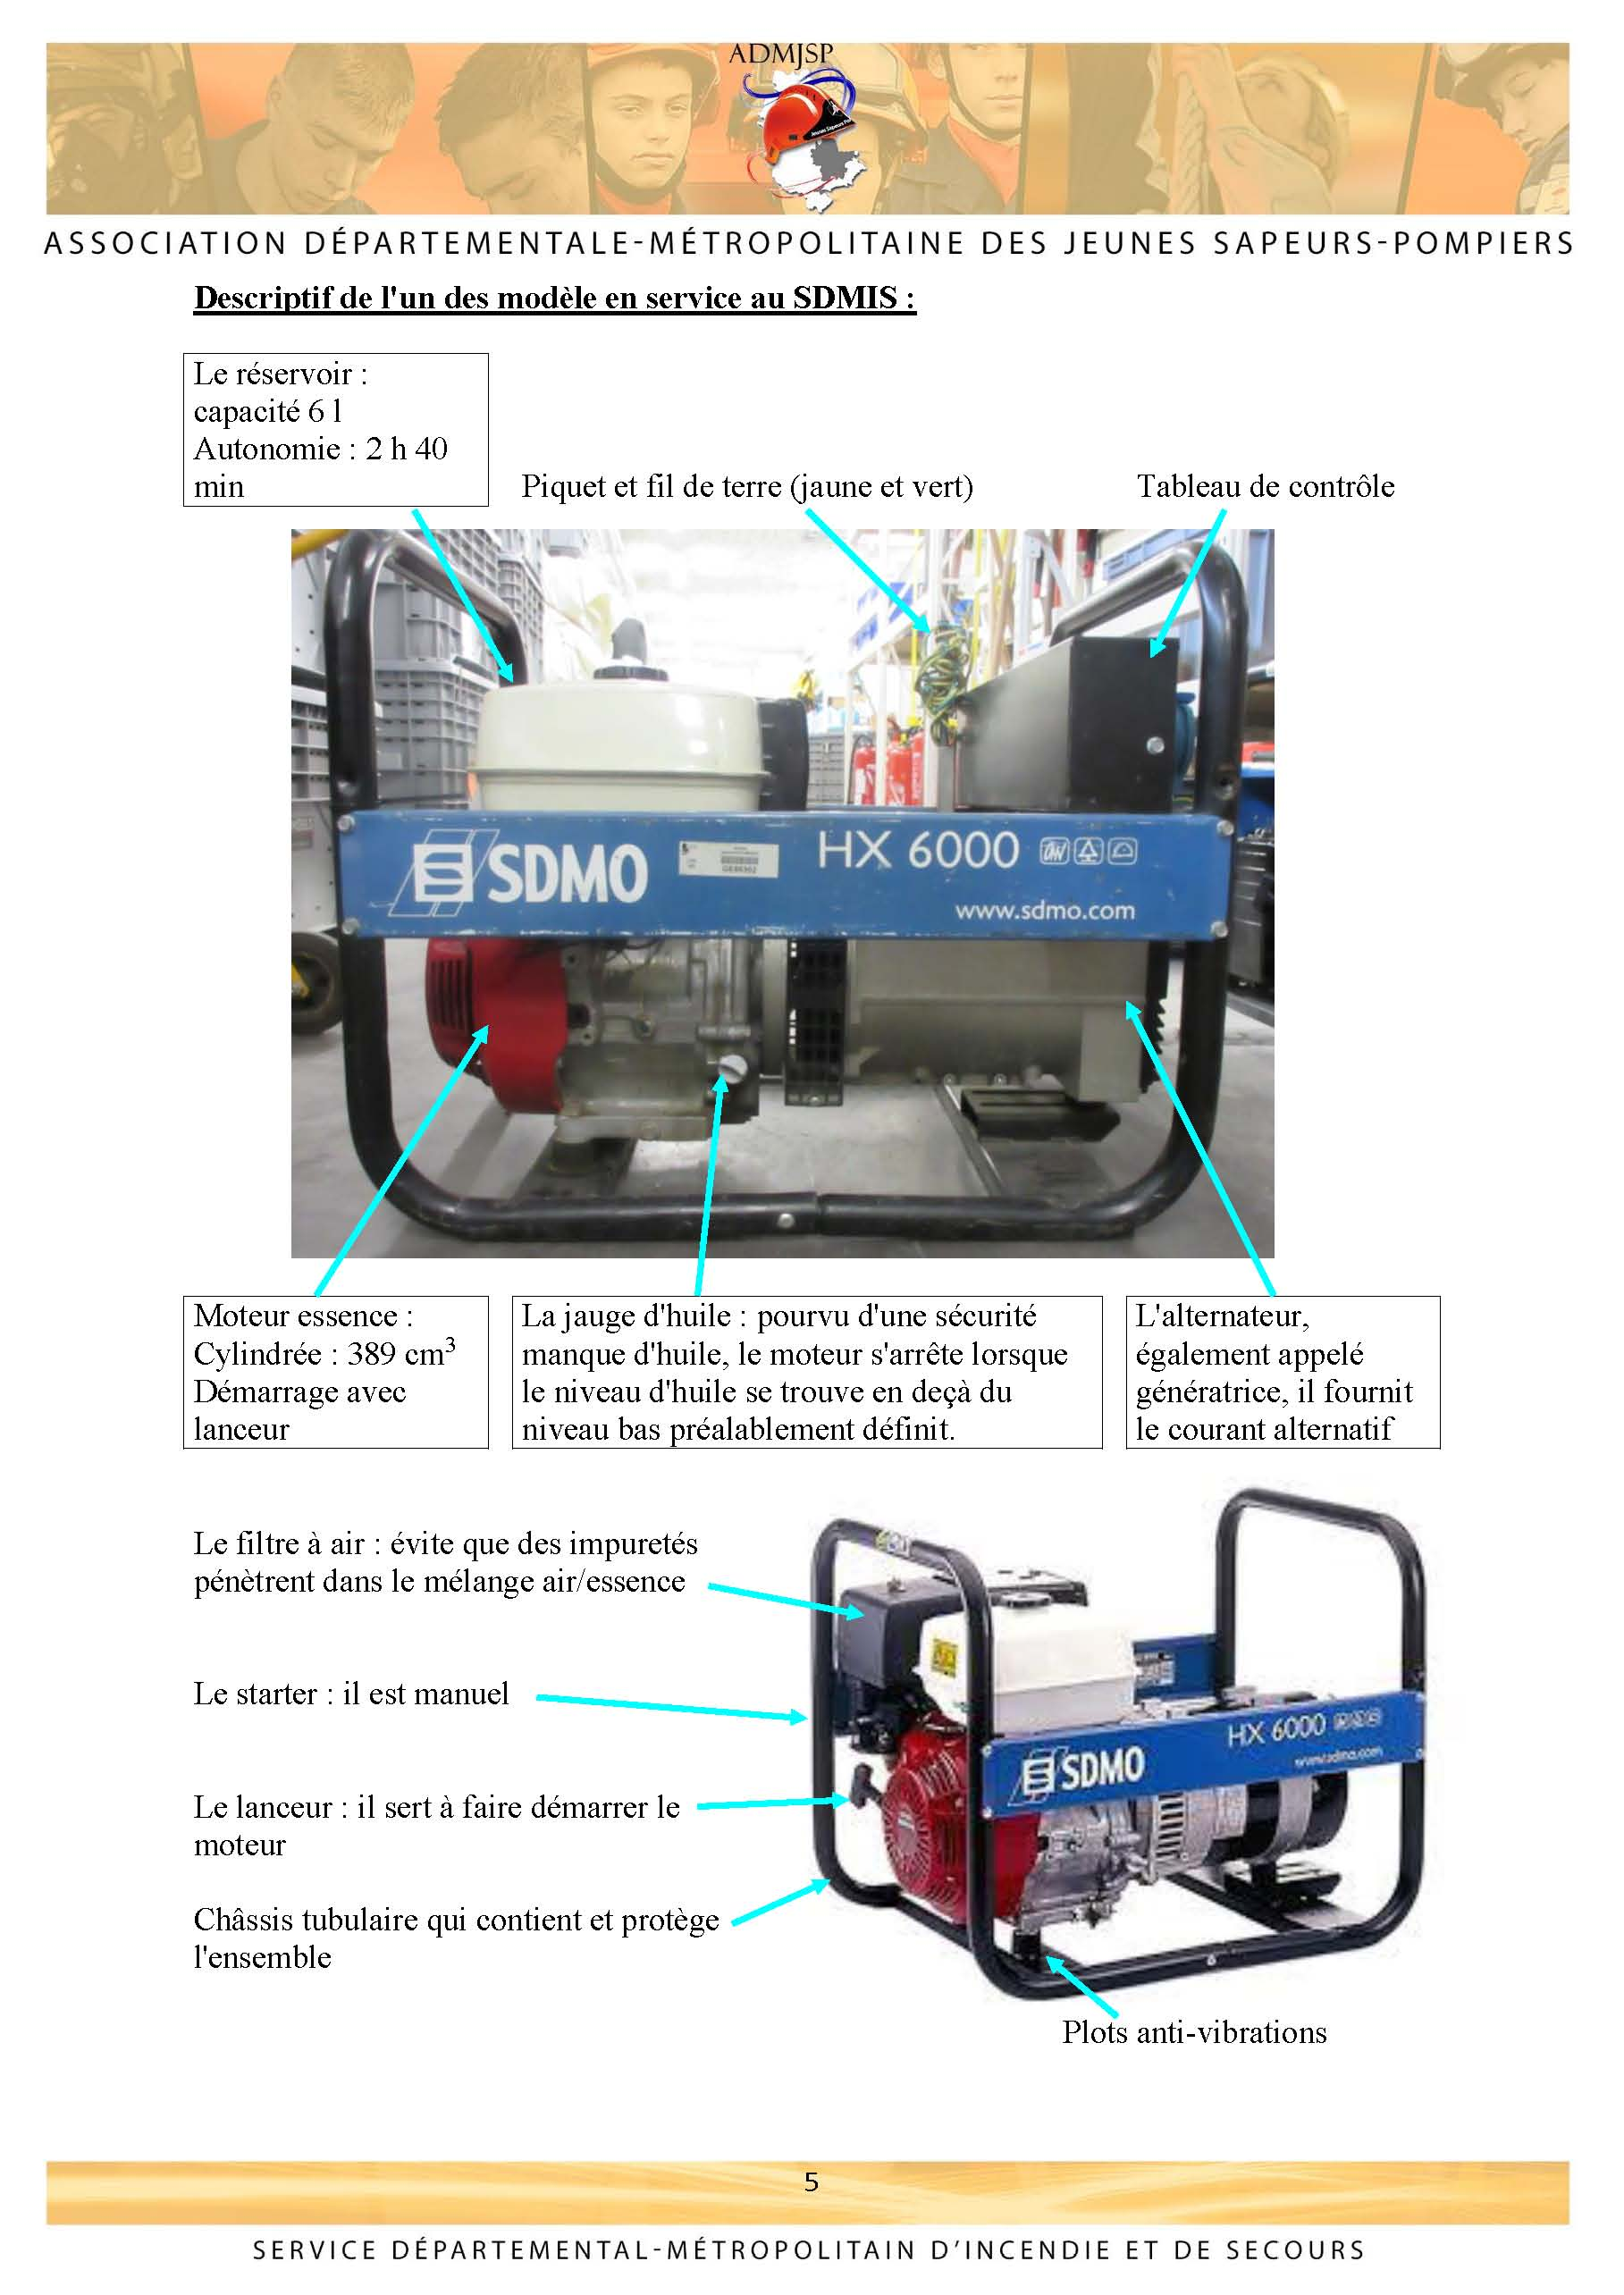 ADMJSP
Jeunes Sapeurs
ASSOCIATION DÉPARTEMENTALE-MÉTROPOLITAINE DES JEUNES SAPEURS-POMPIERS
Descriptif de l'un des modèle en service au SDMIS :
Le réservoir :
capacité 6 l
Autonomie : 2 h 40
min
Piquet et fil de terre (jaune et vert)
Tableau de contrôle
SDMO
HX 6000
www.sdmo.com
Moteur essence :
Cylindrée : 389 cm³
Démarrage avec
lanceur
La jauge d'huile : pourvu d'une sécurité
manque d'huile, le moteur s'arrête lorsque
le niveau d'huile se trouve en deçà du
niveau bas préalablement définit.
L'alternateur,
également appelé
génératrice, il fournit
le courant alternatif
Le filtre à air : évite que des impuretés
pénètrent dans le mélange air/essence
Le starter : il est manuel
Le lanceur : il sert à faire démarrer le
moteur
Châssis tubulaire qui contient et protège
l'ensemble
HX 6000
SDMO
www.sdmo.com
Plots anti-vibrations
5
SERVICE DÉPARTEMENTAL-MÉTROPOLITAIN D'INCENDIE ET DE SECOURS